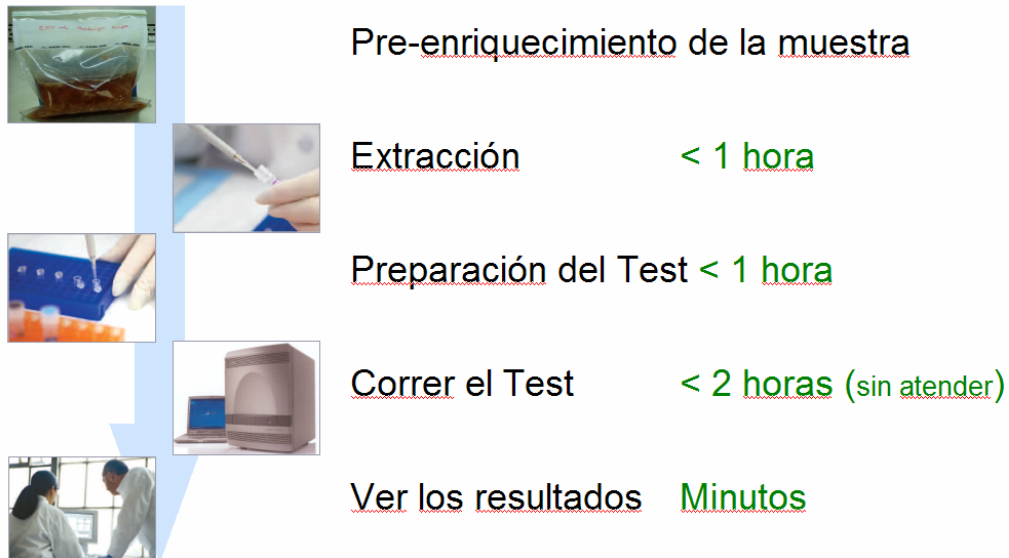 Pre-enriquecimiento de la muestra
Extracción < 1 hora
Preparación del Test < 1 hora
Correr el Test < 2 horas (sin atender)
Ver los resultados Minutos